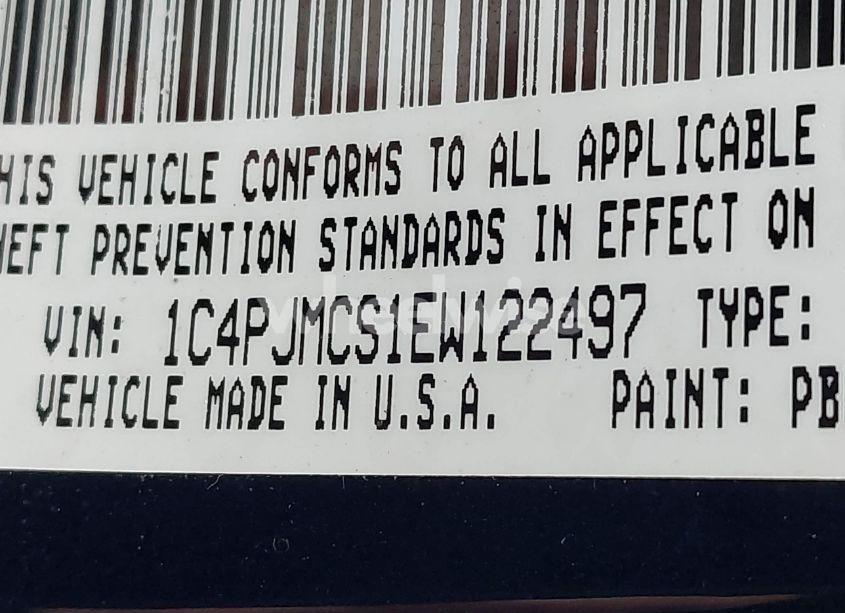 HIS VEHICLE CONFORMS TO ALL APPLICABLE
HEFT PREVENTION STANDARDS IN EFFECT ON
VIN: 1C4PJMCS1EW122497 TYPE:
VEHICLE MADE IN U.S.A. PAINT: PB
wheelwise